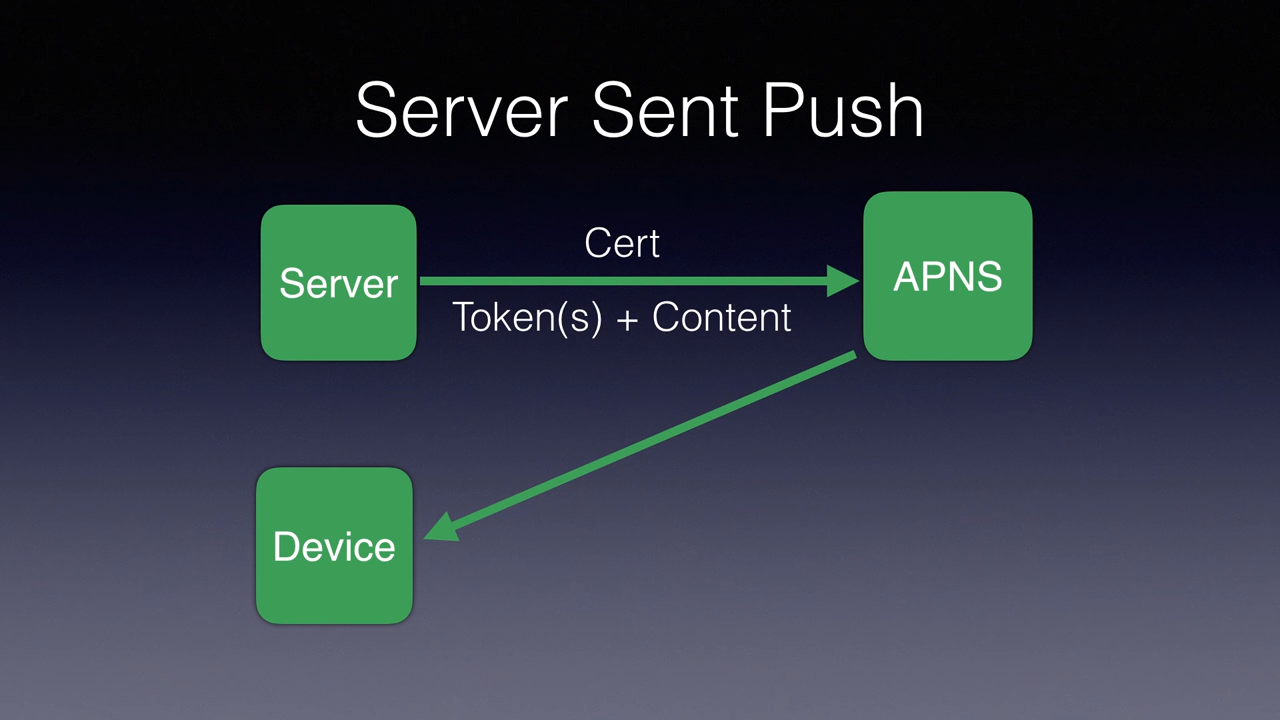 Server Sent Push
Server
Cert
Token(s) + Content
APNS
Device